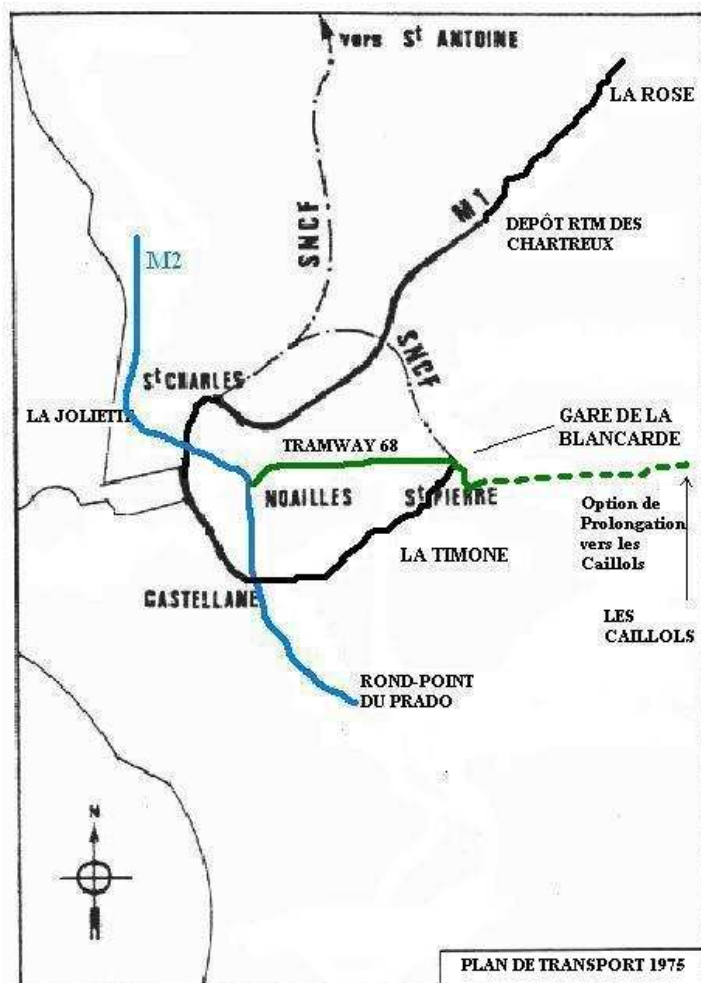 vers St ANTOINE
LA ROSE
SNCF
M1
DEPÔT RTM DES
CHARTREUX
M2
St CHARLES
SNCF
LA JOLIETTE
TRAMWAY 68
GARE DE LA
BLANCARDE
NOAILLES
St PIERRE
Option de
Prolongation
vers les
Caillols
LA TIMONE
CASTELLANE
LES
CAILLOLS
ROND-POINT
DU PRADO
N
PLAN DE TRANSPORT 1975